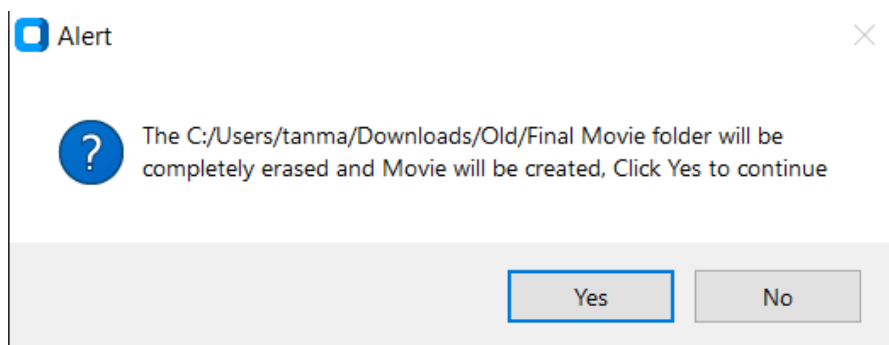 Alert
?
The C:/Users/tanma/Downloads/Old/Final Movie folder will be
completely erased and Movie will be created, Click Yes to continue
Yes
No